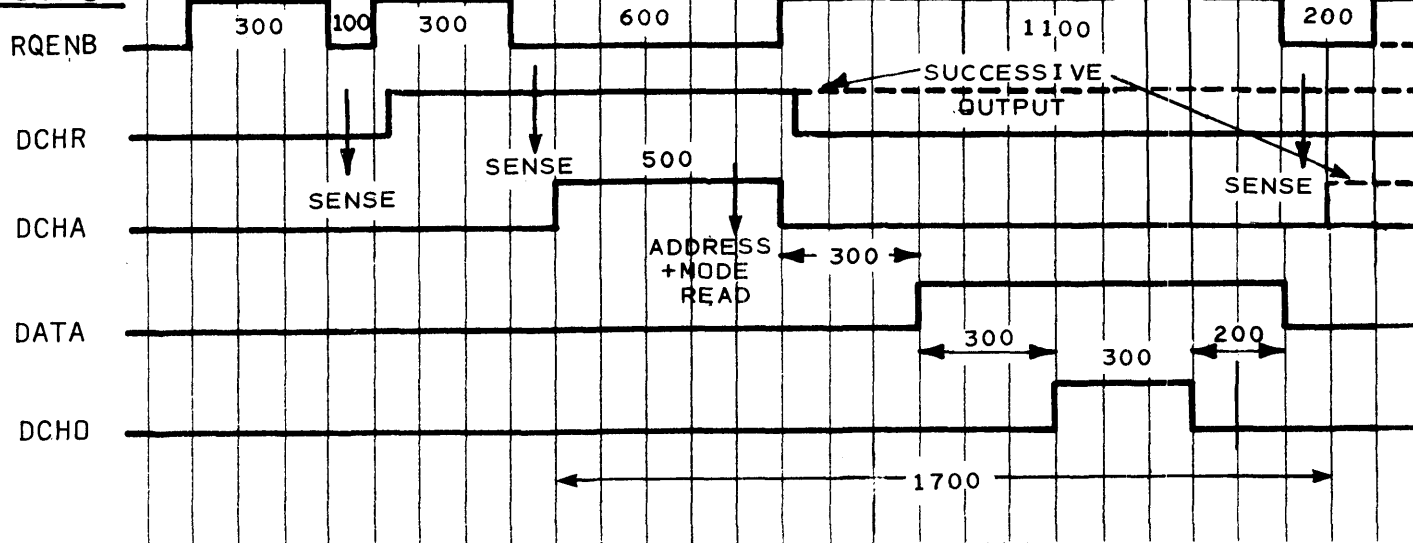 300 100 300 600 1100 200
RQENB
SUCCESSIVE
OUTPUT
DCHR
SENSE 500
SENSE SENSE
DCHA
ADDRESS
+MODE
READ
300
DATA
300 300 200
DCHO
1700